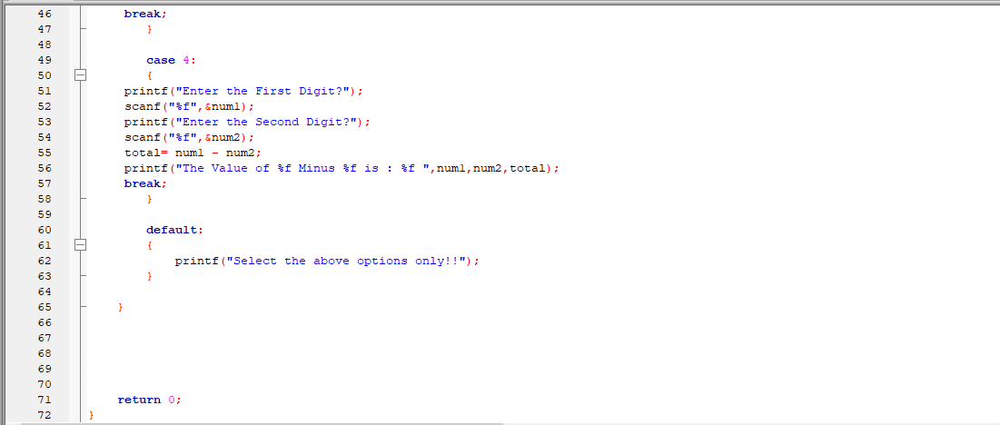 46 break;
47 }
48
49 case 4:
50 {
51 printf("Enter the First Digit?");
52 scanf("%f",&num1);
53 printf("Enter the Second Digit?");
54 scanf("%f",&num2);
55 total= num1 - num2;
56 printf("The Value of %f Minus %f is : %f ",num1,num2,total);
57 break;
58 }
59
60 default:
61 {
62 printf("Select the above options only!!");
63 }
64
65 }
66
67
68
69
70
71 return 0;
72 }